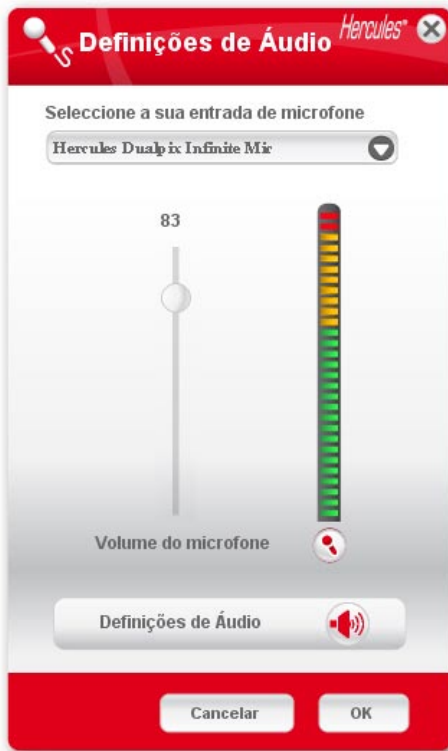 Definições de Áudio
Hercules™
Seleccione a sua entrada de microfone
Hercules Dualpix Infinite Mic
83
Volume do microfone
Definições de Áudio
Cancelar
OK